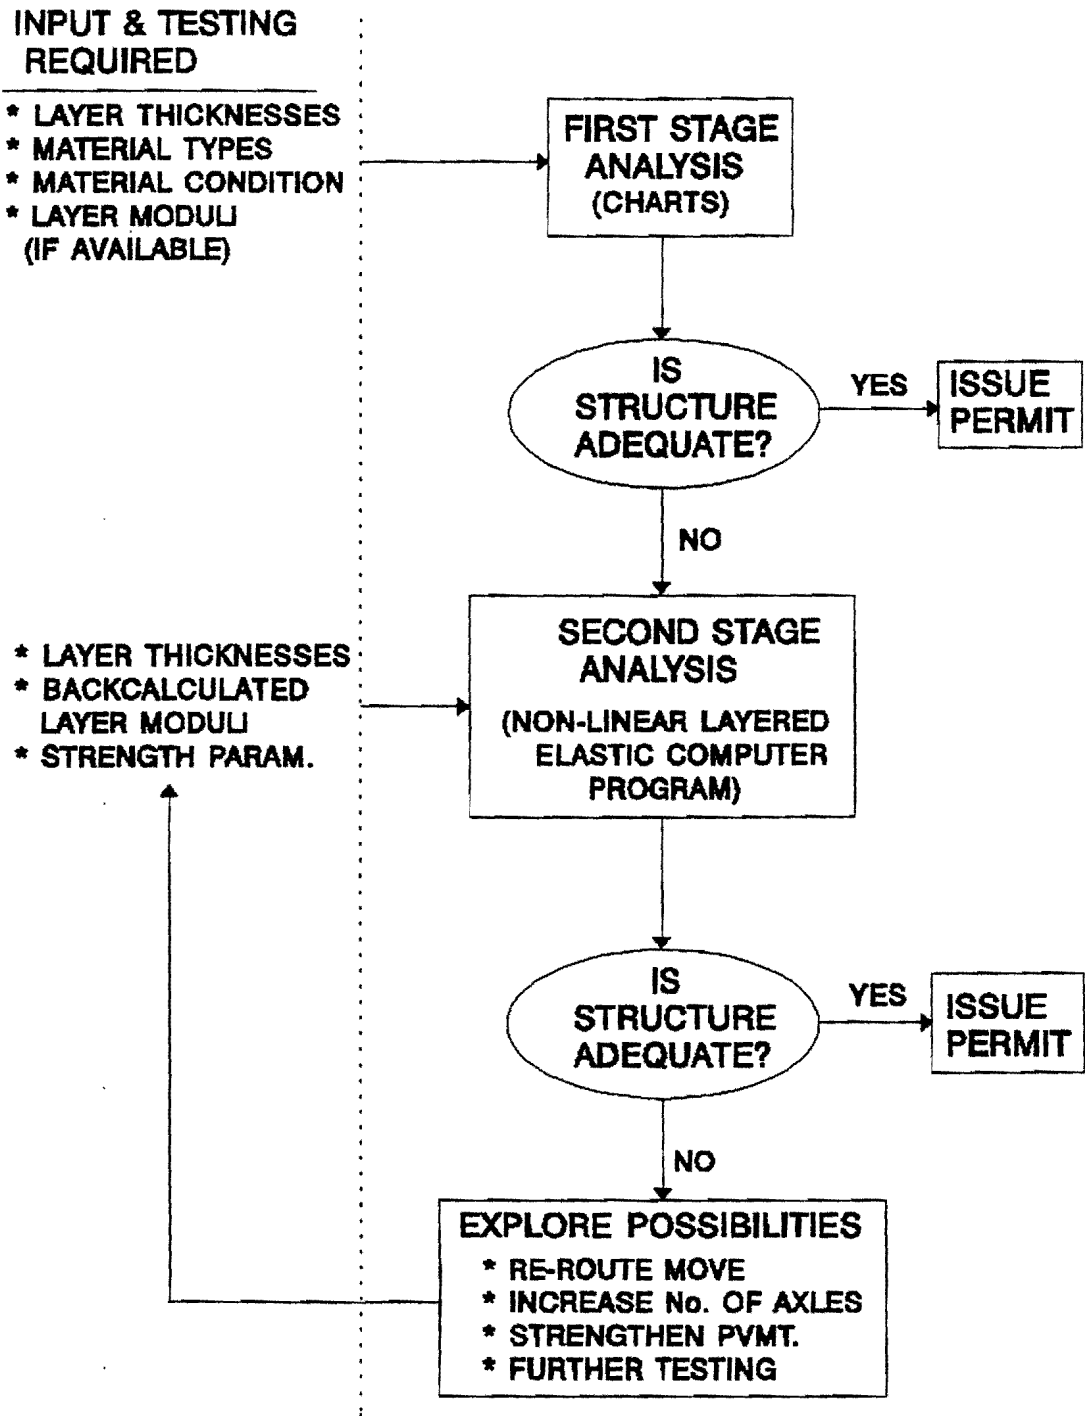 INPUT & TESTING
REQUIRED
* LAYER THICKNESSES
* MATERIAL TYPES
* MATERIAL CONDITION
* LAYER MODULI
(IF AVAILABLE)
FIRST STAGE
ANALYSIS
(CHARTS)
IS
STRUCTURE
ADEQUATE?
YES
ISSUE
PERMIT
NO
* LAYER THICKNESSES
* BACKCALCULATED
LAYER MODULI
* STRENGTH PARAM.
SECOND STAGE
ANALYSIS
(NON-LINEAR LAYERED
ELASTIC COMPUTER
PROGRAM)
IS
STRUCTURE
ADEQUATE?
YES
ISSUE
PERMIT
NO
EXPLORE POSSIBILITIES
* RE-ROUTE MOVE
* INCREASE No. OF AXLES
* STRENGTHEN PVMT.
* FURTHER TESTING